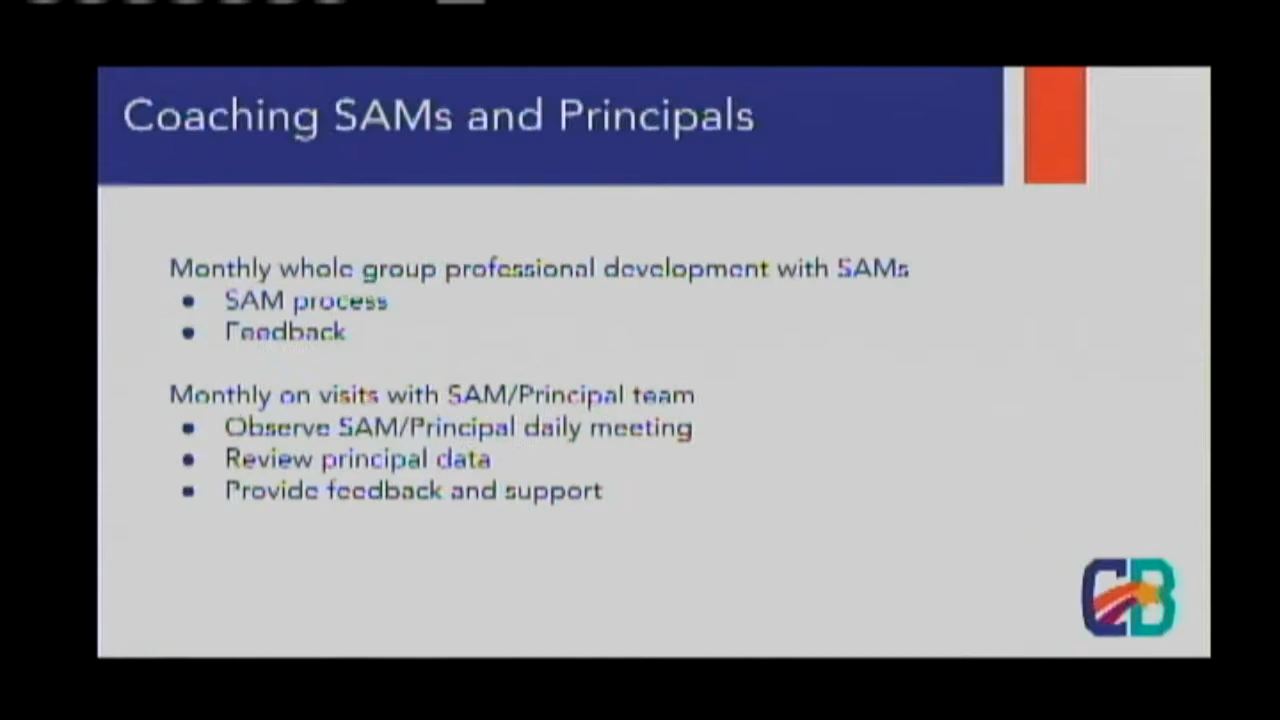 Coaching SAMs and Principals
Monthly whole group professional development with SAMs
• SAM process
• Feedback
Monthly on visits with SAM/Principal team
• Observe SAM/Principal daily meeting
• Review principal data
• Provide feedback and support
CB